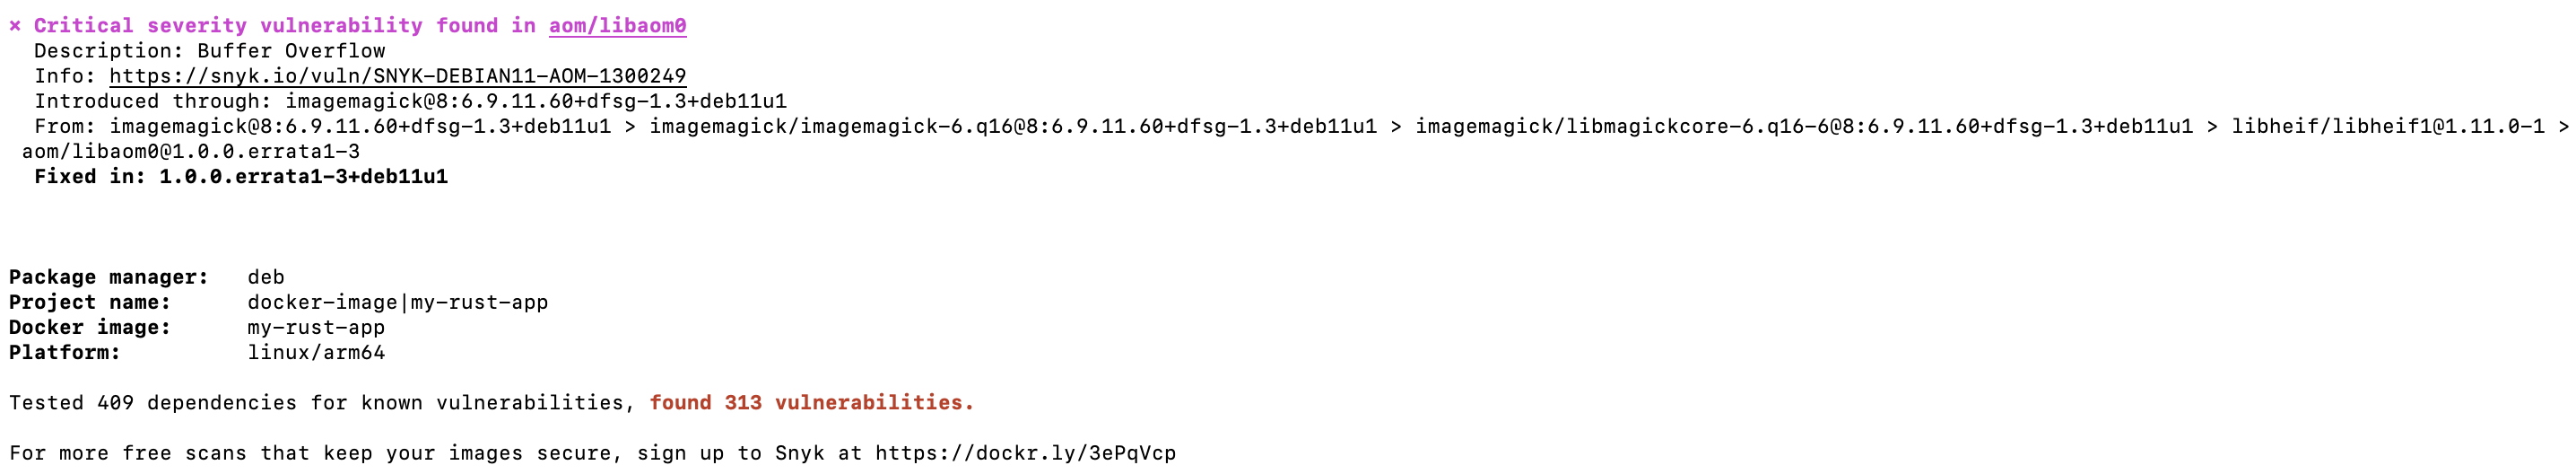 × Critical severity vulnerability found in aom/libaom0
Description: Buffer Overflow
Info: https://snyk.io/vuln/SNYK-DEBIAN11-AOM-1300249
Introduced through: imagemagick@8:6.9.11.60+dfsg-1.3+deb11u1
From: imagemagick@8:6.9.11.60+dfsg-1.3+deb11u1 > imagemagick/imagemagick-6.q16@8:6.9.11.60+dfsg-1.3+deb11u1 > imagemagick/libmagickcore-6.q16-6@8:6.9.11.60+dfsg-1.3+deb11u1 > libheif/libheif1@1.11.0-1 >
aom/libaom0@1.0.0.errata1-3
Fixed in: 1.0.0.errata1-3+deb11u1
Package manager: deb
Project name: docker-image|my-rust-app
Docker image: my-rust-app
Platform: linux/arm64
Tested 409 dependencies for known vulnerabilities, found 313 vulnerabilities.
For more free scans that keep your images secure, sign up to Snyk at https://dockr.ly/3ePqVcp